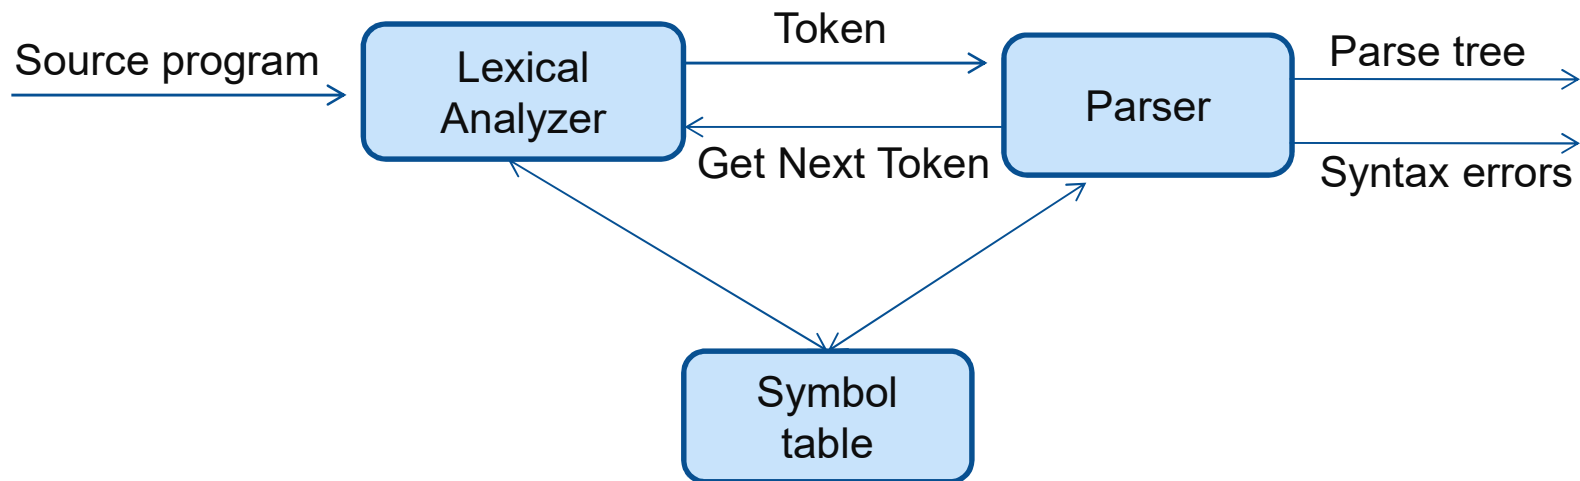 Source program
Lexical
Analyzer
Token
Get Next Token
Parser
Parse tree
Syntax errors
Symbol
table